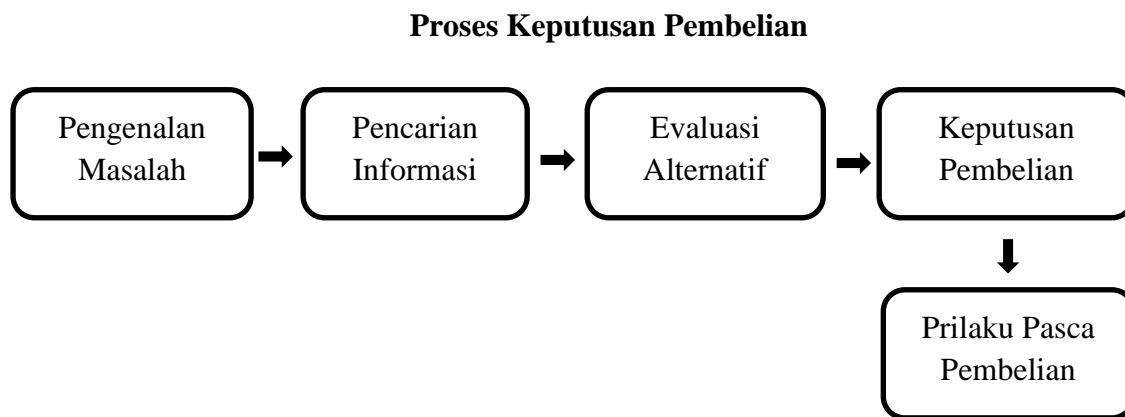 Proses Keputusan Pembelian
Pengenalan
Masalah
Pencarian
Informasi
Evaluasi
Alternatif
Keputusan
Pembelian
Prilaku Pasca
Pembelian